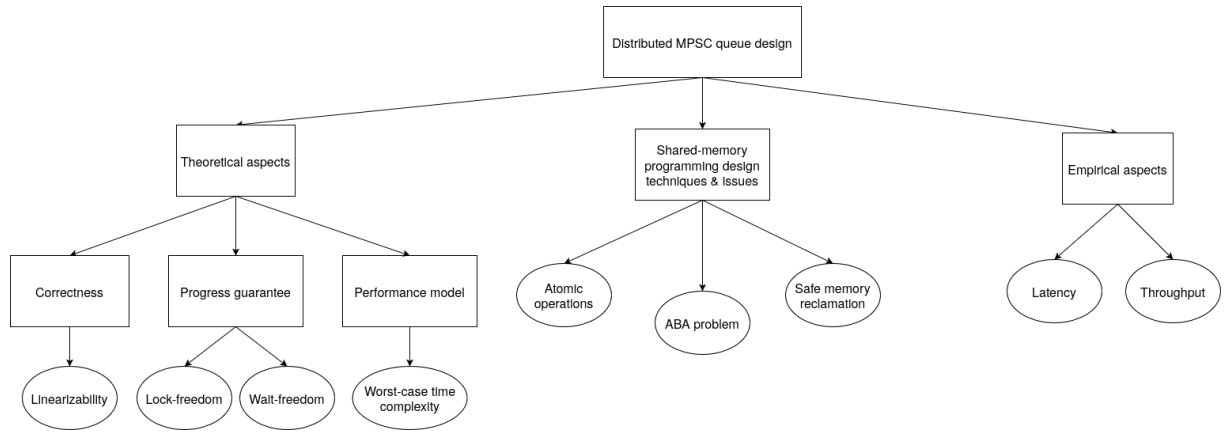 Distributed MPSC queue design
Theoretical aspects
Shared-memory
programming design
techniques & issues
Empirical aspects
Correctness
Progress guarantee
Performance model
Atomic
operations
ABA problem
Safe memory
reclamation
Latency
Throughput
Linearizability
Lock-freedom
Wait-freedom
Worst-case time
complexity